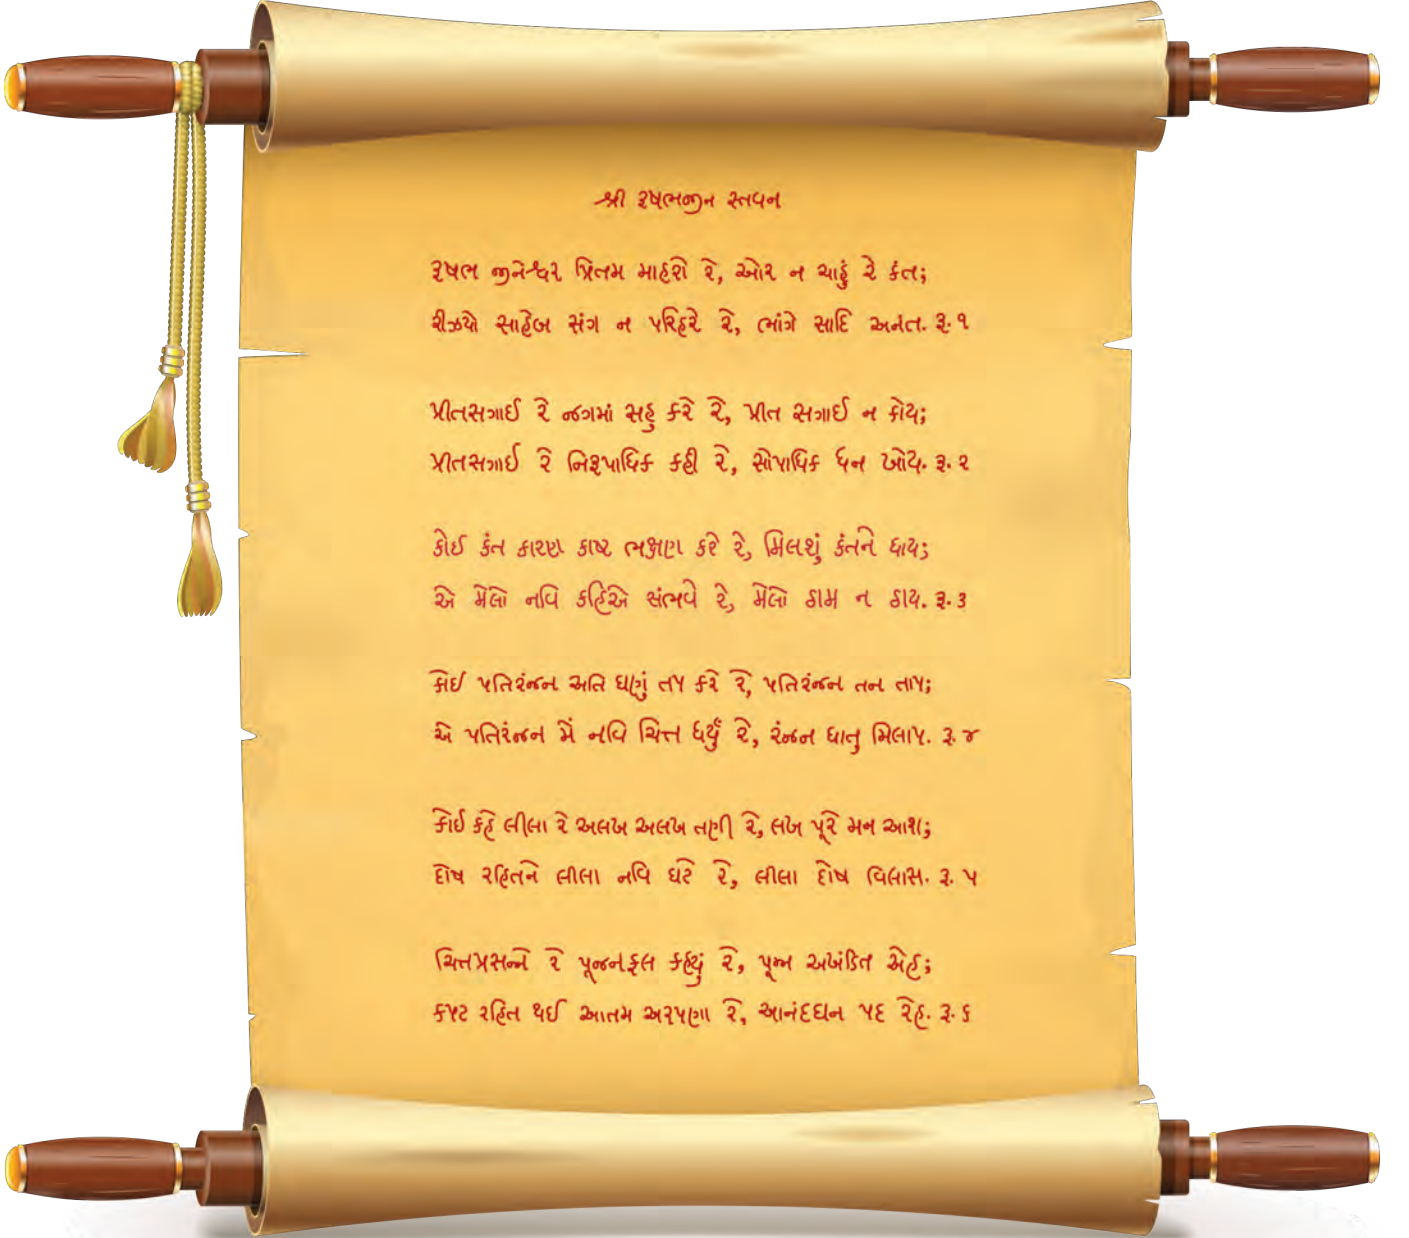 શ્રી રૂષભજીન સ્તવન
રૂષભ જીનેશ્વર પ્રિતમ માહરો રે, ઓર ન ચાહું રે કંત;
રીઝયો સાહેબ સંગ ન પરિહરે રે, ભાંગે સાદિ અનંત. રૂ. ૧
પ્રીતસગાઈ રે જગમાં સહુ કરે રે, પ્રીત સગાઈ ન કોય;
પ્રીતસગાઈ રે નિરૂપાધિક કહી રે, સોપાધિક ધન ખોય. રૂ. ૨
કોઈ કંત કારણ કાષ્ટ ભક્ષણ કરે રે, મિલશું કંતને ધાય;
એ મેલો નવિ કહિએ સંભવે રે, મેલો ઠામ ન ઠાય. રૂ. ૩
કોઈ પતિરંજન અતિ ઘણું તપ કરે રે, પતિરંજન તન તાપ;
એ પતિરંજન મેં નવિ ચિત્ત ધર્યું રે, રંજન ધાતુ મિલાપ. રૂ. ૪
કોઈ કહે લીલા રે અલખ અલખ તણી રે, લખ પૂરે મન આશ;
દોષ રહિતને લીલા નવિ ઘટે રે, લીલા દોષ વિલાસ. રૂ. ૫
ચિત્તપ્રસન્ને રે પૂજનફલ કહ્યું રે, પૂજા અખંડિત એહ;
કપટ રહિત થઈ આતમ અરપણા રે, આનંદઘન પદ રેહ. રૂ. ૬